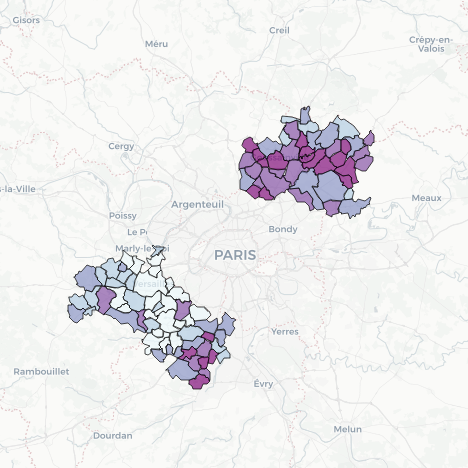 Gisors
Creil
Méru
Crépy-en-
Valois
Cergy
s-la-Ville
Meaux
Argenteuil
Poissy
Bondy
Marly-le-
PARIS
Yerres
Rambouillet
Évry
Melun
Dourdan